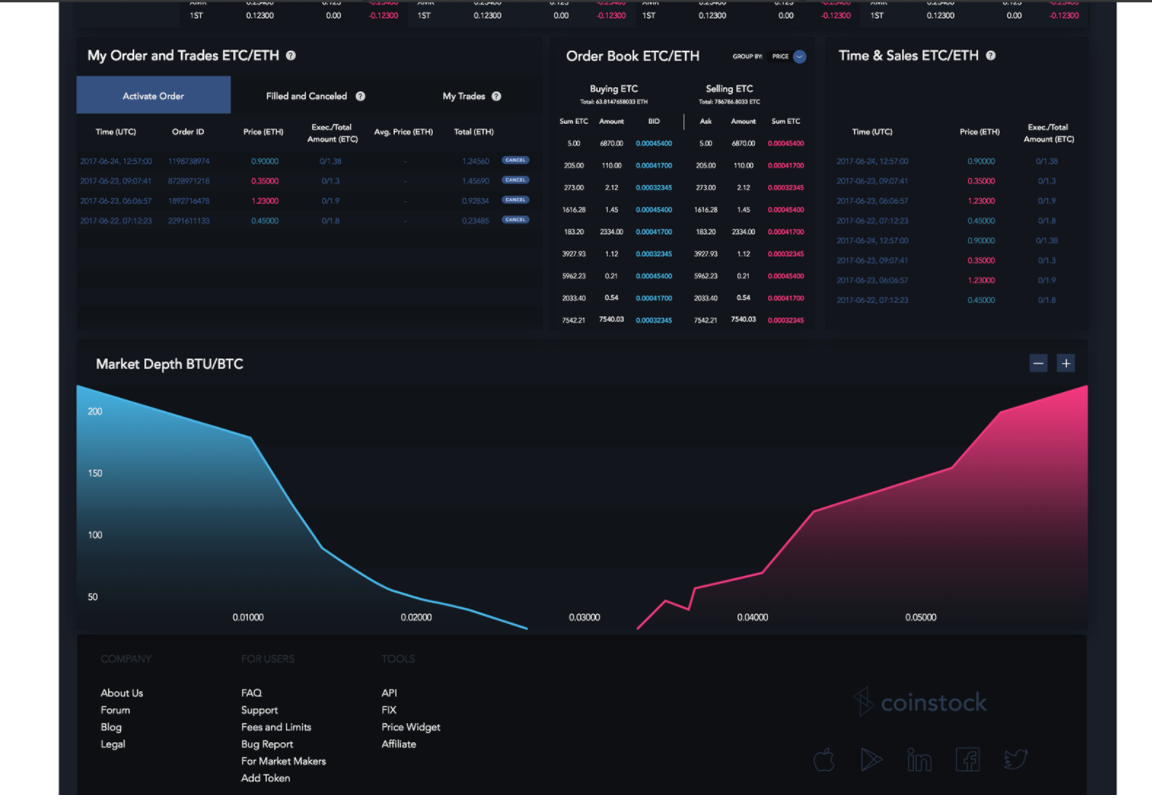 1ST 0.12300 0.00 -0.12300 1ST 0.12300 0.00 -0.12300 1ST 0.12300 0.00 -0.12300 1ST 0.12300 0.00 -0.12300
My Order and Trades ETC/ETH ?
Activate Order Filled and Canceled ? My Trades ?
Time (UTC) Order ID Price (ETH) Exec./Total Amount (ETC) Avg. Price (ETH) Total (ETH)
2017-06-24, 12:57:00 1198738974 0.90000 0/1.38 - 1.24560 CANCEL
2017-06-23, 09:07:41 8728971218 0.35000 0/1.3 - 1.45690 CANCEL
2017-06-23, 06:06:57 1892716478 1.23000 0/1.9 - 0.92834 CANCEL
2017-06-22, 07:12:23 2291611133 0.45000 0/1.8 - 0.23485 CANCEL
Order Book ETC/ETH GROUP BY: PRICE
Buying ETC Selling ETC
Total: 63.8147658033 ETH Total: 786786.8033 ETC
Sum ETC Amount BID Ask Amount Sum ETC
5.00 6870.00 0.00045400 5.00 6870.00 0.00045400
205.00 110.00 0.00041700 205.00 110.00 0.00041700
273.00 2.12 0.00032345 273.00 2.12 0.00032345
1616.28 1.45 0.00045400 1616.28 1.45 0.00045400
183.20 2334.00 0.00041700 183.20 2334.00 0.00041700
3927.93 1.12 0.00032345 3927.93 1.12 0.00032345
5962.23 0.21 0.00045400 5962.23 0.21 0.00045400
2033.40 0.54 0.00041700 2033.40 0.54 0.00041700
7542.21 7540.03 0.00032345 7542.21 7540.03 0.00032345
Time & Sales ETC/ETH ?
Time (UTC) Price (ETH) Exec./Total Amount (ETC)
2017-06-24, 12:57:00 0.90000 0/1.38
2017-06-23, 09:07:41 0.35000 0/1.3
2017-06-23, 06:06:57 1.23000 0/1.9
2017-06-22, 07:12:23 0.45000 0/1.8
2017-06-24, 12:57:00 0.90000 0/1.38
2017-06-23, 09:07:41 0.35000 0/1.3
2017-06-23, 06:06:57 1.23000 0/1.9
2017-06-22, 07:12:23 0.45000 0/1.8
Market Depth BTU/BTC
200
150
100
50
0.01000 0.02000 0.03000 0.04000 0.05000
COMPANY
About Us
Forum
Blog
Legal
FOR USERS
FAQ
Support
Fees and Limits
Bug Report
For Market Makers
Add Token
TOOLS
API
FIX
Price Widget
Affiliate
coinstock